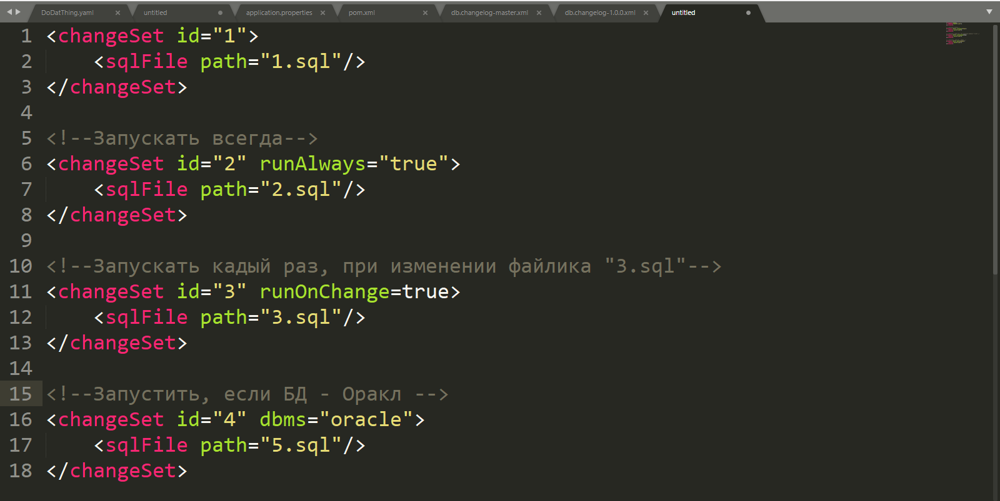 DoDatThing.yaml untitled application.properties pom.xml db.changelog-master.xml db.changelog-1.0.0.xml untitled
1 <changeSet id="1">
2     <sqlFile path="1.sql"/>
3 </changeSet>
4
5 <!--Запускать всегда-->
6 <changeSet id="2" runAlways="true">
7     <sqlFile path="2.sql"/>
8 </changeSet>
9
10 <!--Запускать кадый раз, при изменении файлика "3.sql"-->
11 <changeSet id="3" runOnChange=true>
12     <sqlFile path="3.sql"/>
13 </changeSet>
14
15 <!--Запустить, если БД - Оракл -->
16 <changeSet id="4" dbms="oracle">
17     <sqlFile path="5.sql"/>
18 </changeSet>